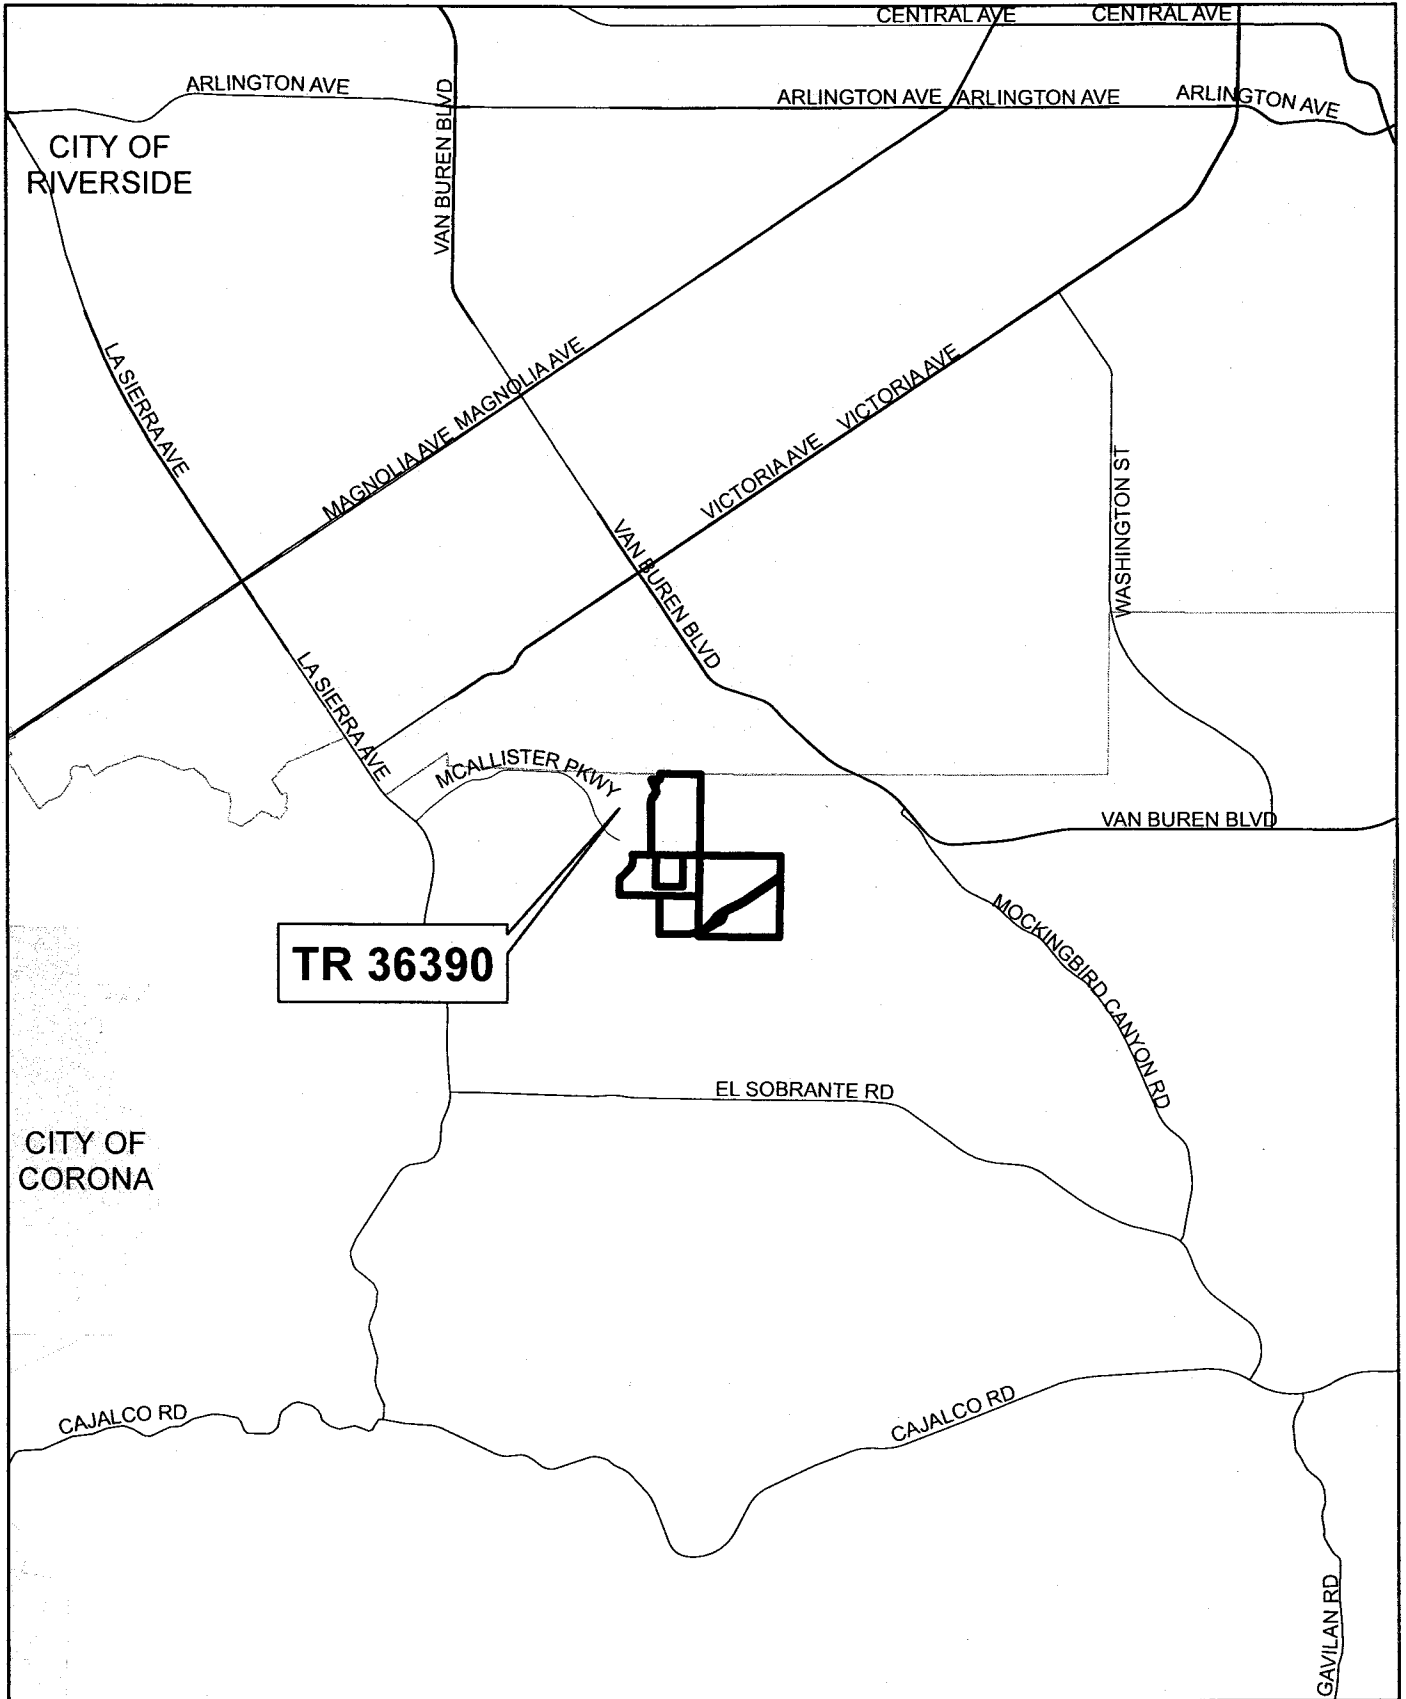 CENTRAL AVE
CENTRAL AVE
ARLINGTON AVE
ARLINGTON AVE
ARLINGTON AVE
ARLINGTON AVE
VAN BUREN BLVD
CITY OF
RIVERSIDE
LA SIERRA AVE
MAGNOLIA AVE
MAGNOLIA AVE
VICTORIA AVE
VICTORIA AVE
WASHINGTON ST
VAN BUREN BLVD
LA SIERRA AVE
MCALLISTER PKWY
VAN BUREN BLVD
MOCKINGBIRD CANYON RD
TR 36390
EL SOBRANTE RD
CITY OF
CORONA
CAJALCO RD
CAJALCO RD
GAVILAN RD